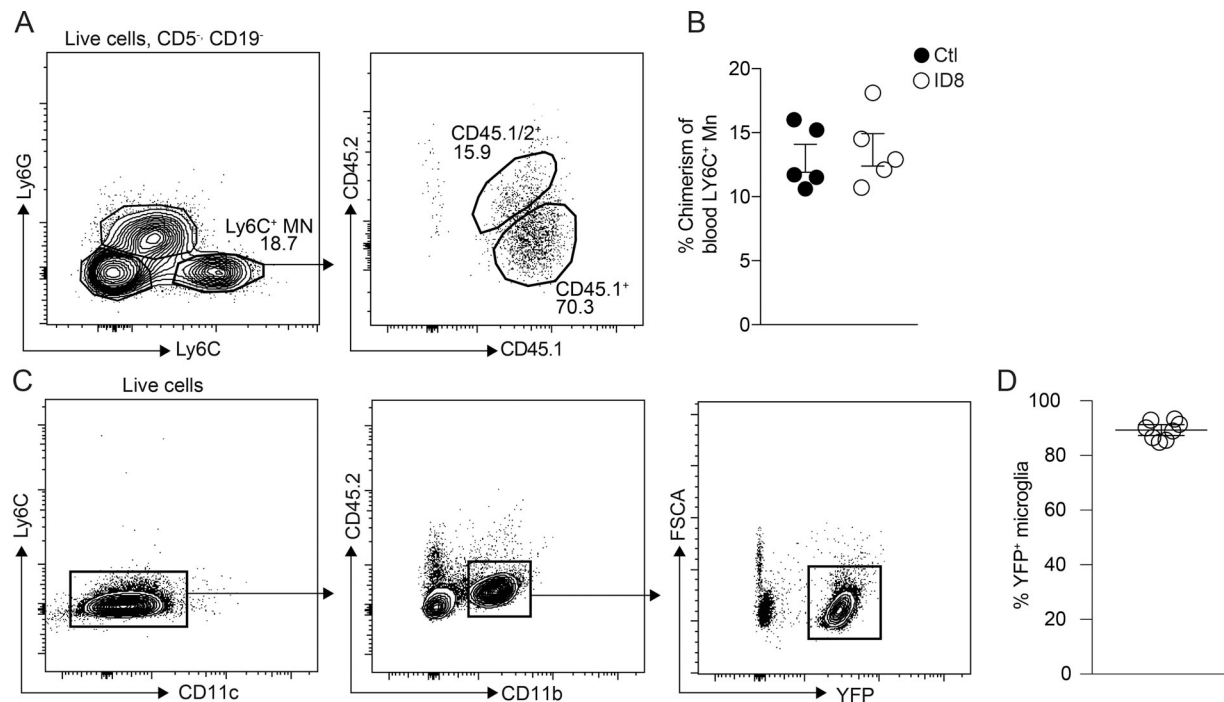 A
Live cells, CD5-, CD19-
Ly6G
Ly6C+ MN
18.7
Ly6C
CD45.2
CD45.1/2+
15.9
CD45.1+
70.3
CD45.1
B
Ctl
ID8
% Chimerism of
blood LY6C+ Mn
20
15
10
5
0
C
Live cells
Ly6C
CD11c
CD45.2
CD11b
FSCA
YFP
D
% YFP+ microglia
100
80
60
40
20
0